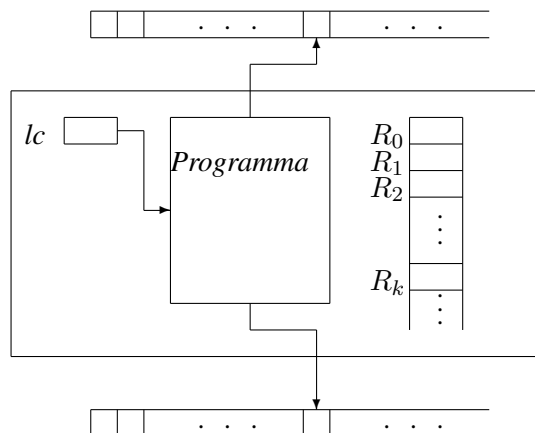 . . . . . .
lc
Programma
R₀
R₁
R₂
⋮
Rₖ
⋮
. . . . . .